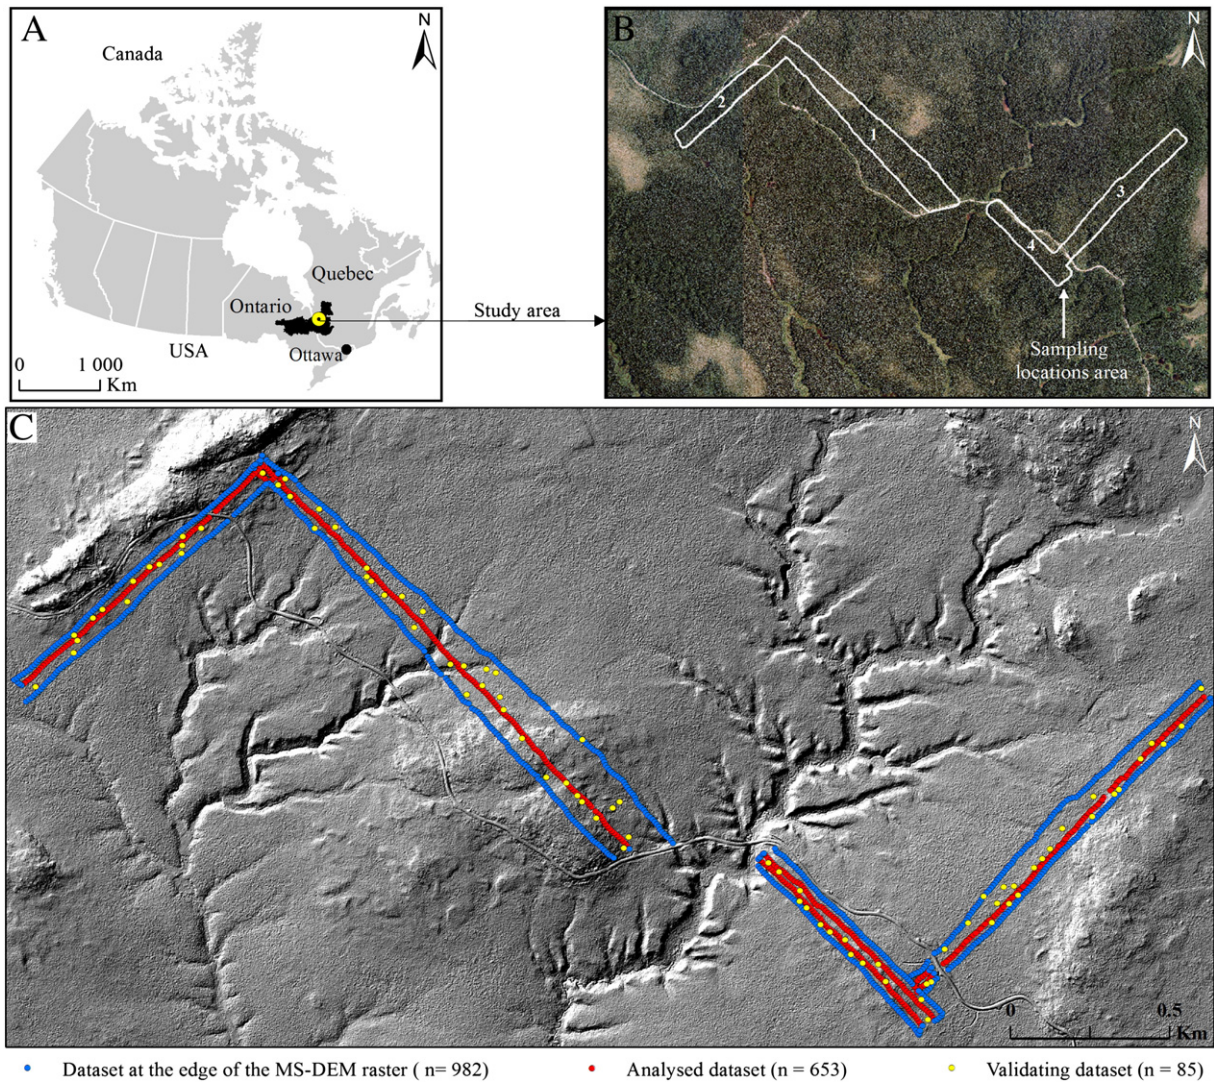 A
N
Canada
Quebec
Ontario
Study area
USA
Ottawa
0 1 000
Km
B
N
2
1
3
4
Sampling
locations area
C
N
0 0.5
Km
Dataset at the edge of the MS-DEM raster ( n= 982)
Analysed dataset (n = 653)
Validating dataset (n = 85)